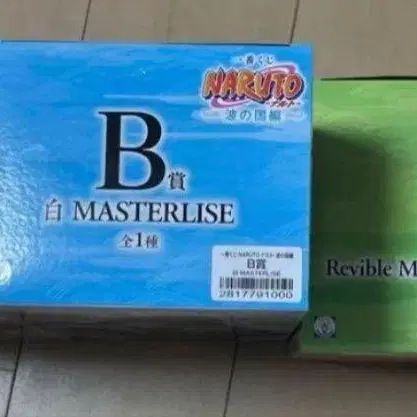 一番くじ
NARUTO
-ナルト-
波の国編
B賞
白 MASTERLISE
全1種
一番くじ NARUTO-ナルト- 波の国編
B賞
白 MASTERLISE
2817791000
Revible M